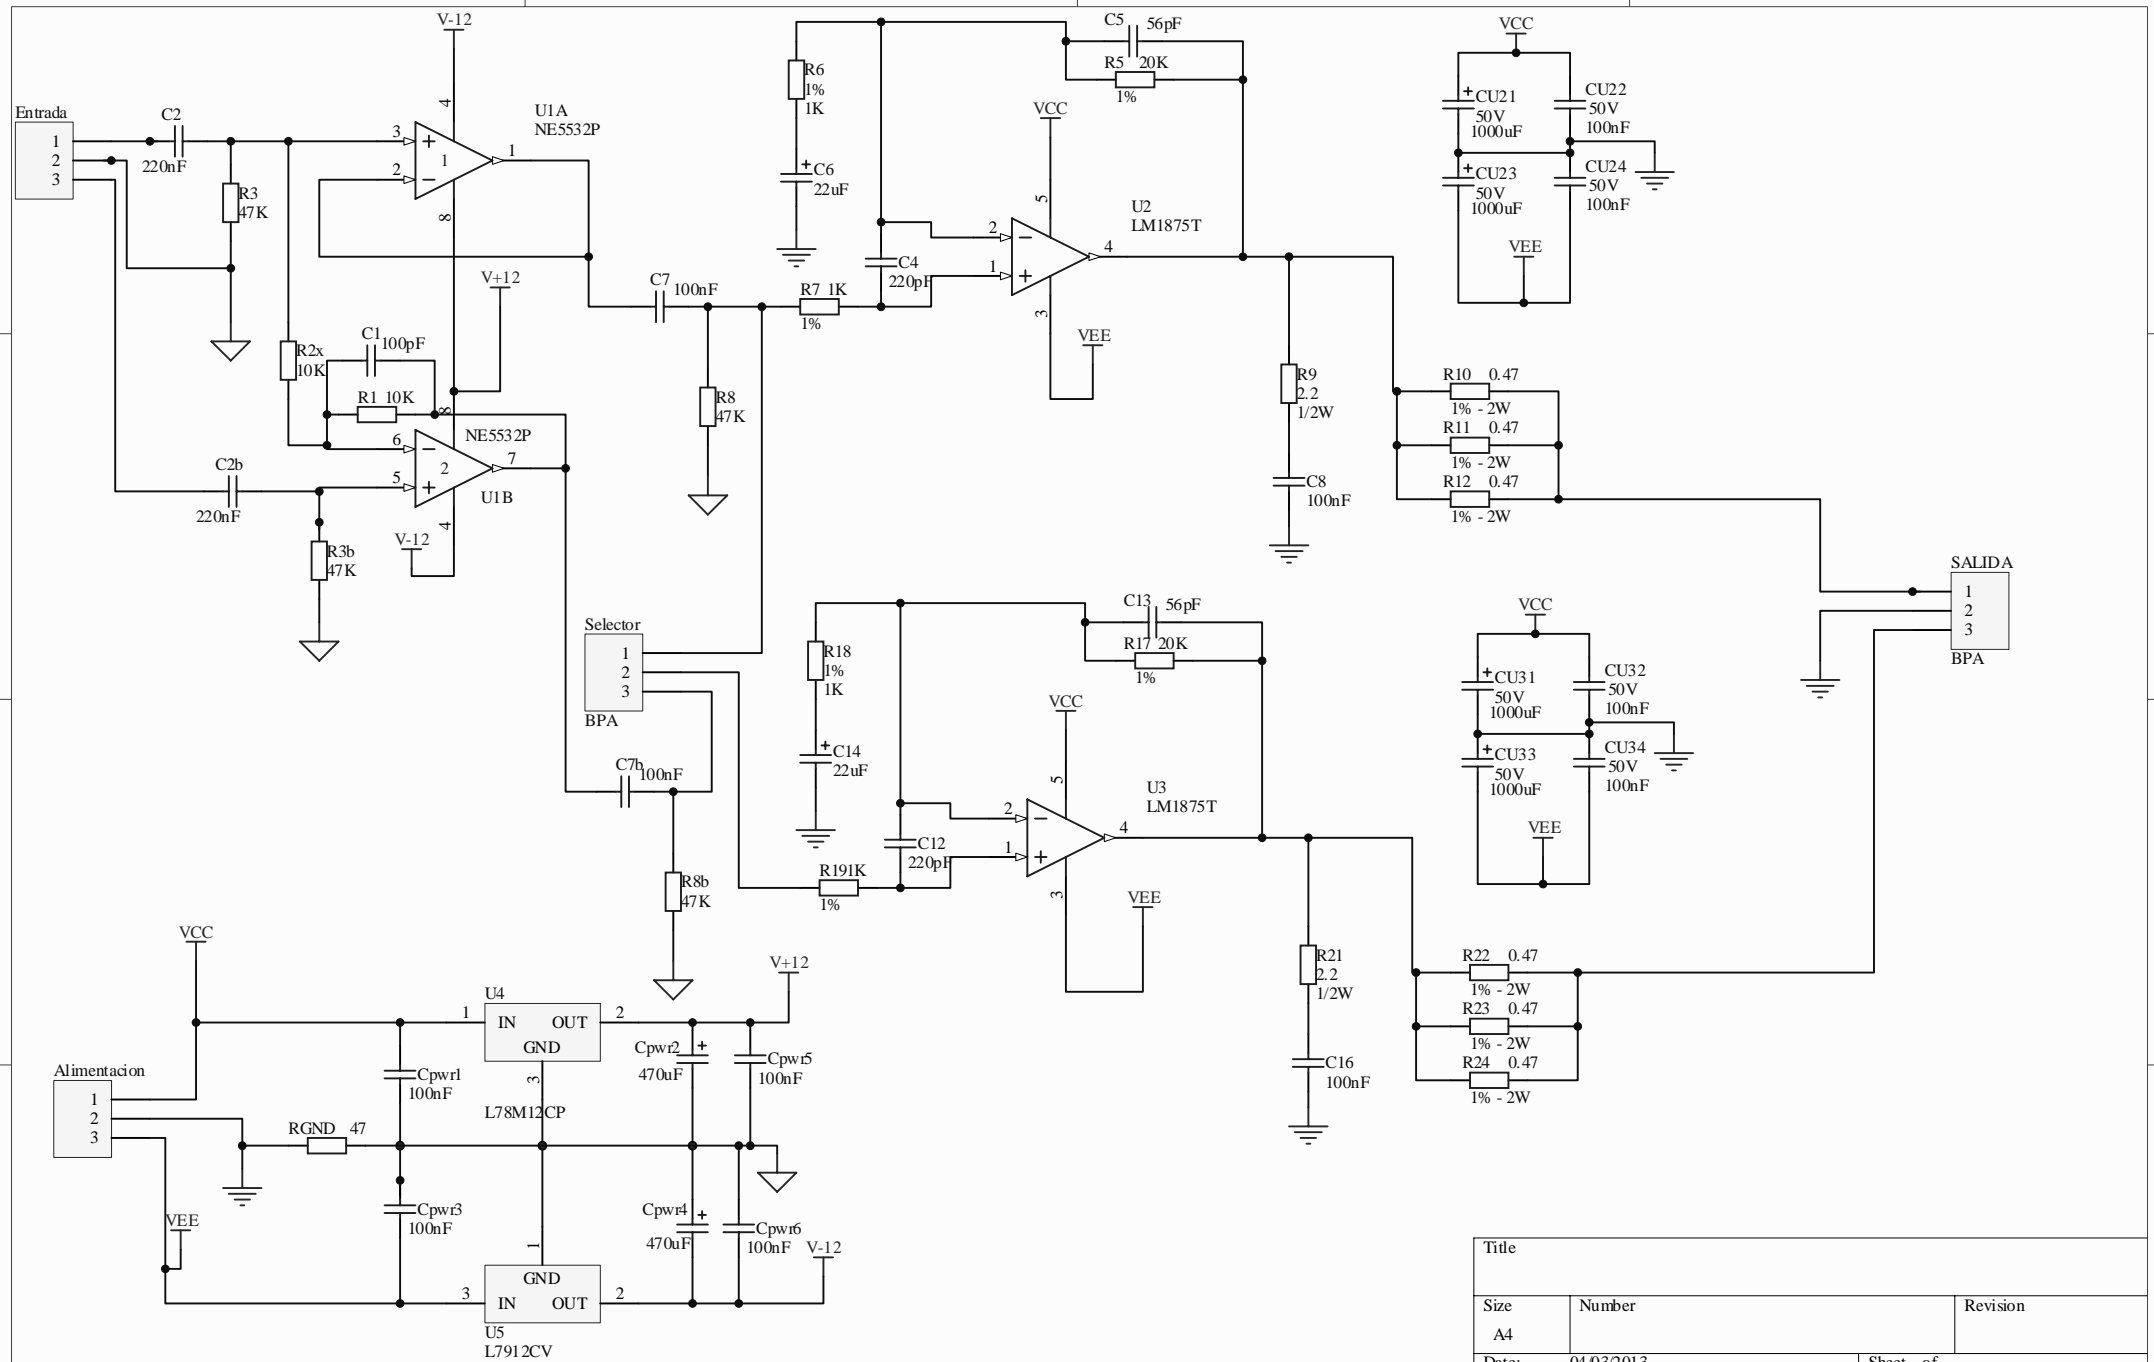 V-12
4
U1A
NE5532P
Entrada
1
2
3
C2
220nF
3
2
1
1
R3
47K
8
V+12
C1 100pF
R2x
10K
R1 10K
8
NE5532P
6
5
2
7
U1B
4
V-12
C2b
220nF
R3b
47K
R6
1%
1K
C6
22uF
C5 56pF
R5 20K
1%
VCC
5
U2
LM1875T
2
1
4
3
VEE
C4
220pF
C7 100nF
R7 1K
1%
R8
47K
R9
2.2
1/2W
C8
100nF
VCC
CU21
50V
1000uF
CU22
50V
100nF
CU23
50V
1000uF
CU24
50V
100nF
VEE
R10 0.47
1% - 2W
R11 0.47
1% - 2W
R12 0.47
1% - 2W
SALIDA
1
2
3
BPA
Selector
1
2
3
BPA
C7b 100nF
R8b
47K
R18
1%
1K
C14
22uF
C13 56pF
R17 20K
1%
VCC
5
U3
LM1875T
2
1
4
3
VEE
C12
220pF
R19 1K
1%
R21
2.2
1/2W
C16
100nF
VCC
CU31
50V
1000uF
CU32
50V
100nF
CU33
50V
1000uF
CU34
50V
100nF
VEE
R22 0.47
1% - 2W
R23 0.47
1% - 2W
R24 0.47
1% - 2W
VCC
Alimentacion
1
2
3
VEE
RGND 47
Cpwr1
100nF
Cpwr3
100nF
U4
1
IN OUT
GND
2
3
L78M12CP
V+12
Cpwr2
470uF
Cpwr5
100nF
Cpwr4
470uF
Cpwr6
100nF
V-12
1
GND
3
IN OUT
2
U5
L7912CV
Title
Size
A4
Number
Revision
Date: 04/03/2013
Sheet of